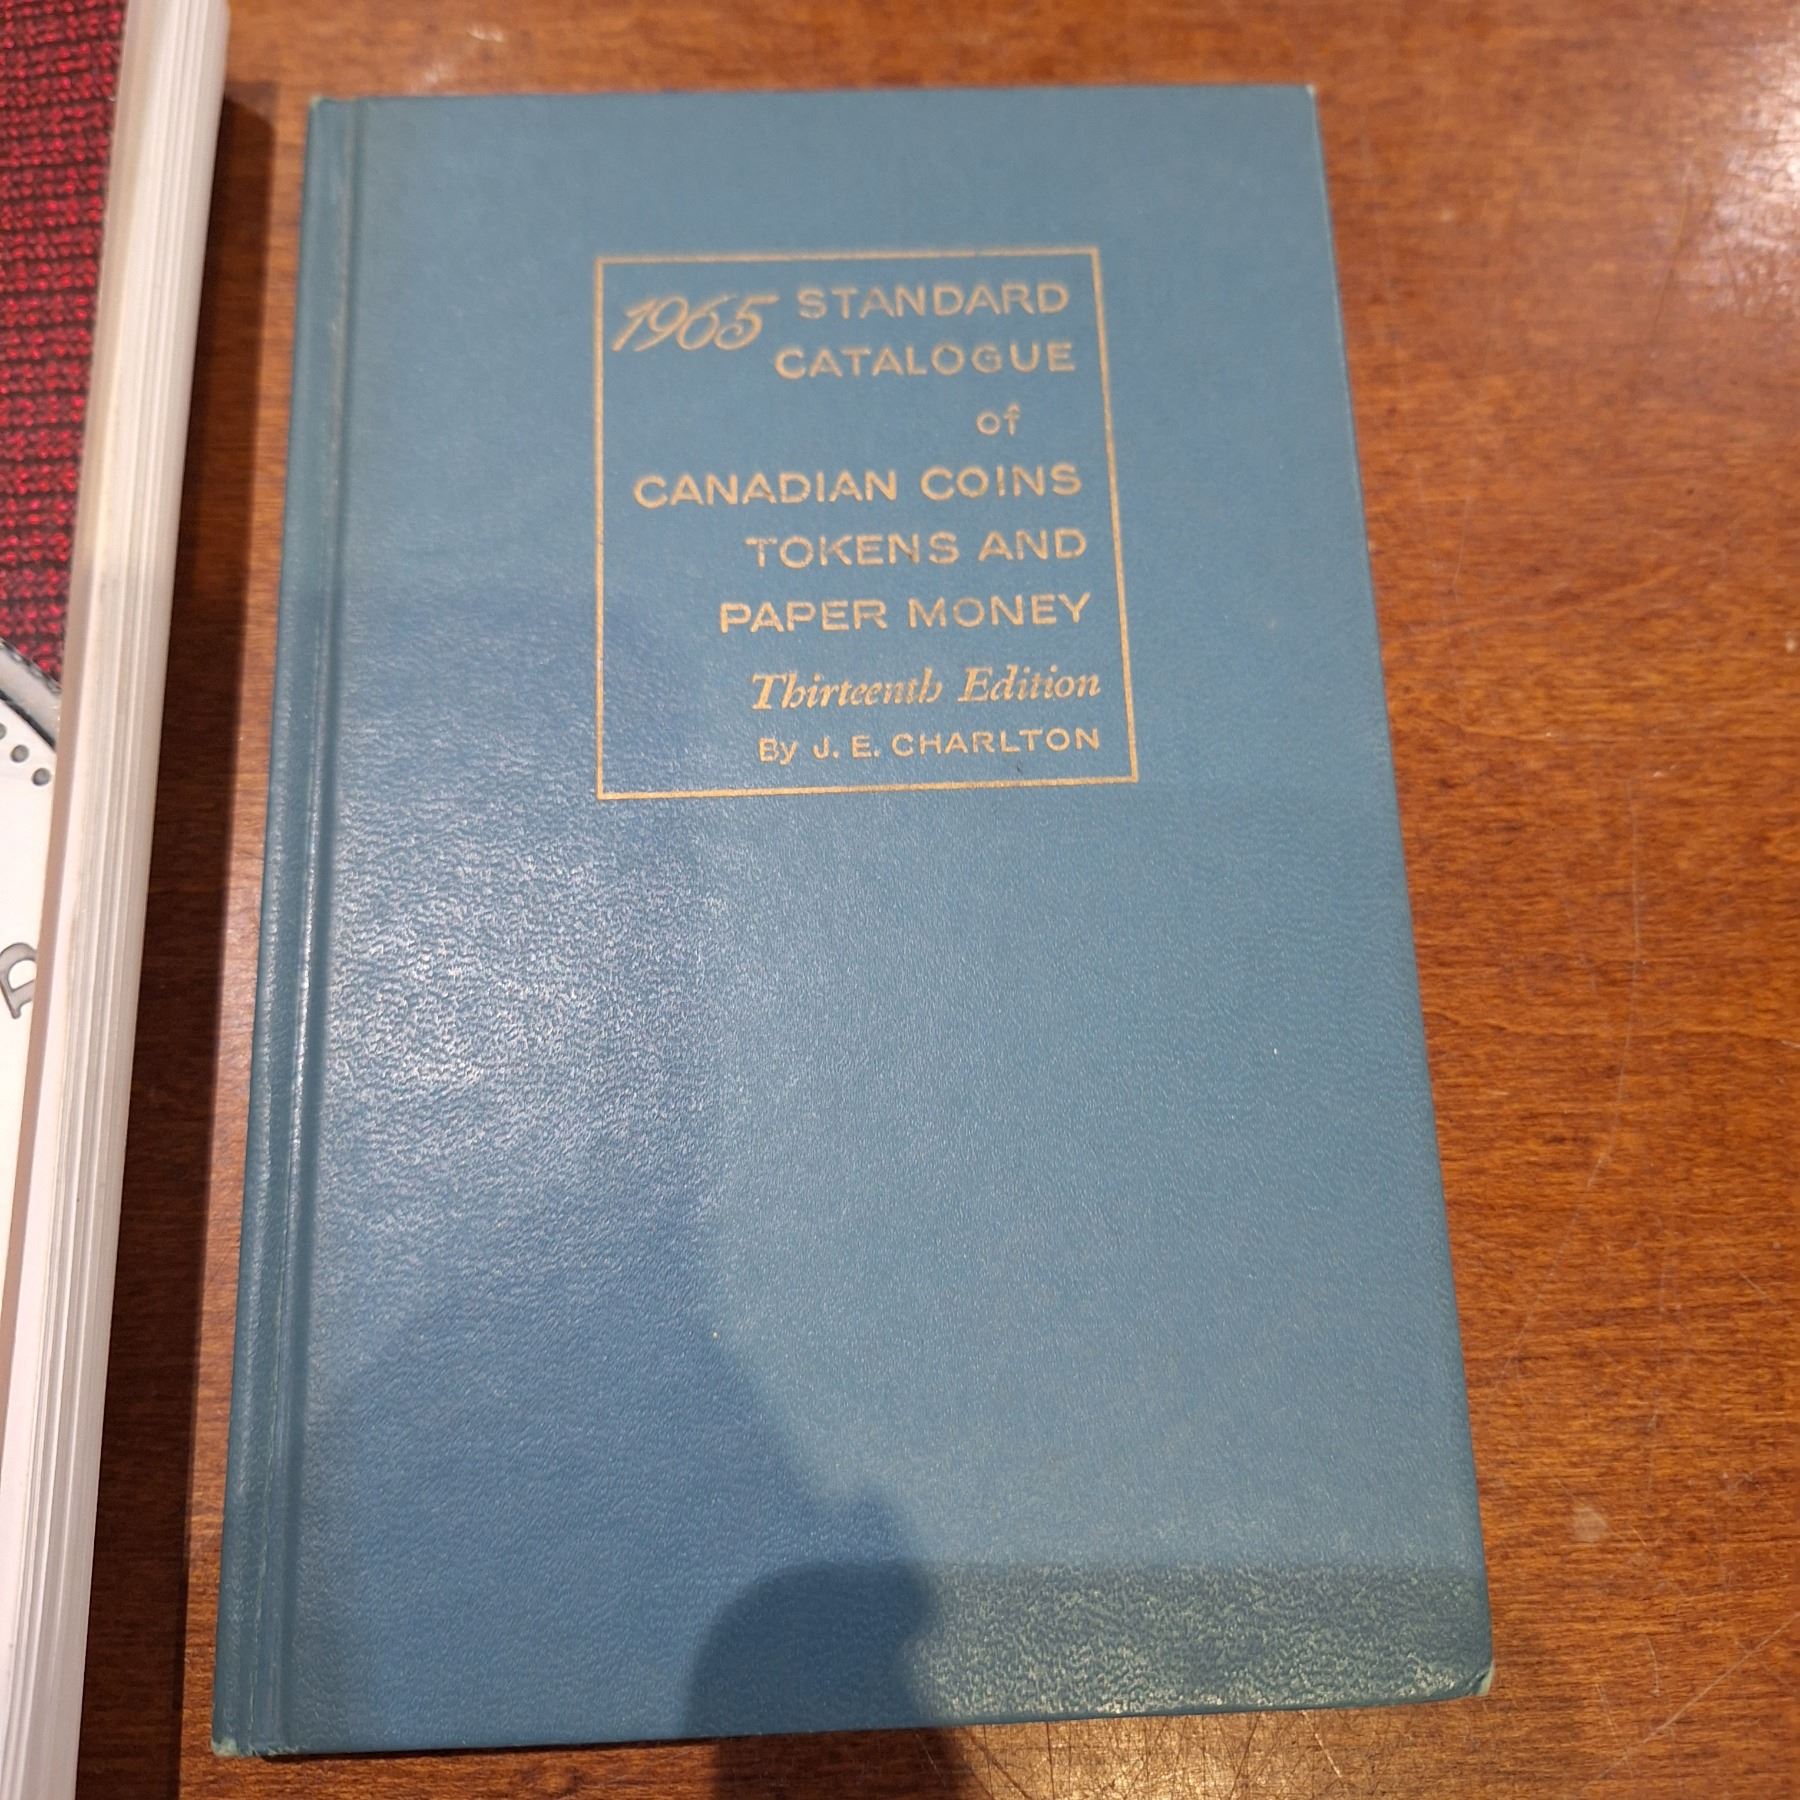 1965 STANDARD
CATALOGUE
of
CANADIAN COINS
TOKENS AND
PAPER MONEY
Thirteenth Edition
By J. E. CHARLTON
D